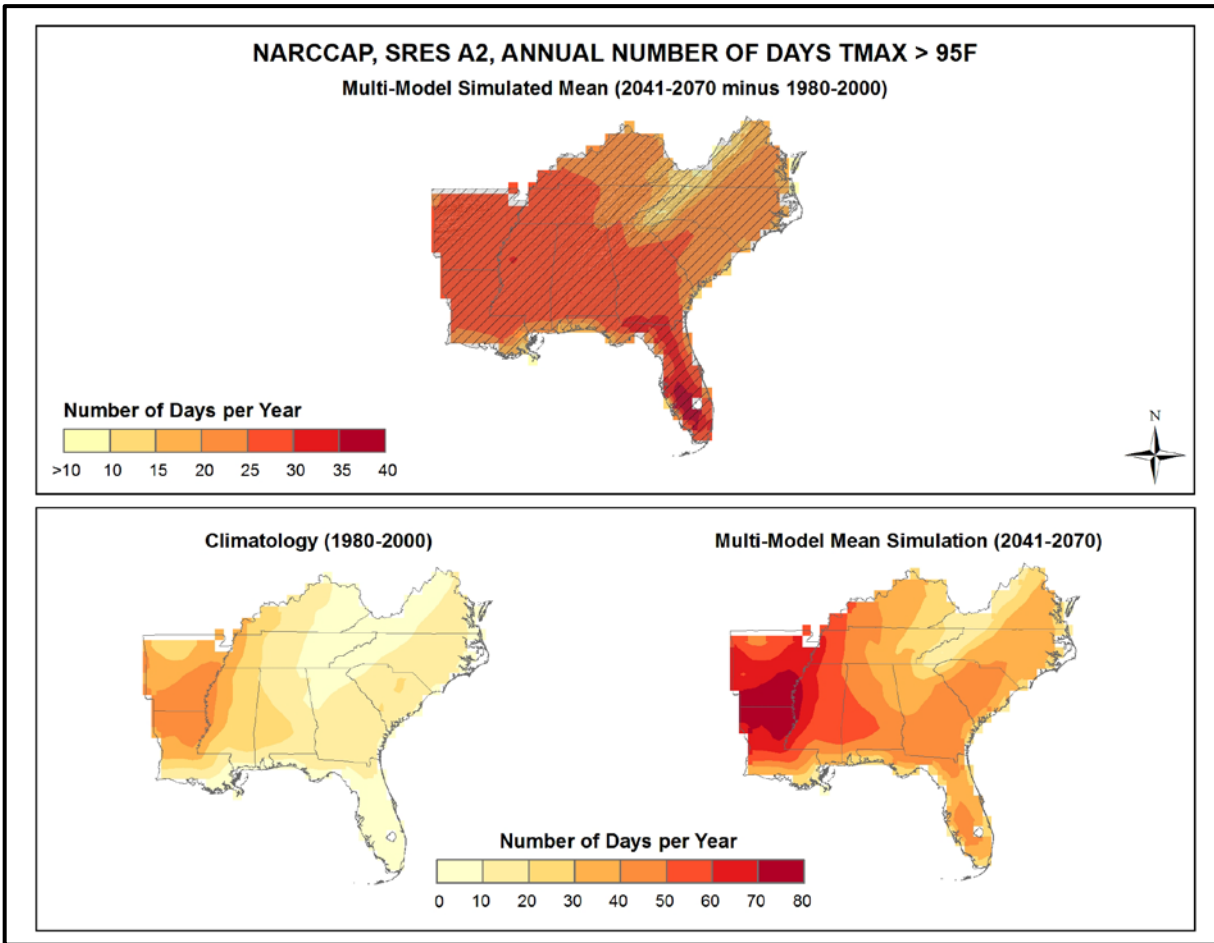 NARCCAP, SRES A2, ANNUAL NUMBER OF DAYS TMAX > 95F
Multi-Model Simulated Mean (2041-2070 minus 1980-2000)
Number of Days per Year
>10 10 15 20 25 30 35 40
N
Climatology (1980-2000)
Multi-Model Mean Simulation (2041-2070)
Number of Days per Year
0 10 20 30 40 50 60 70 80